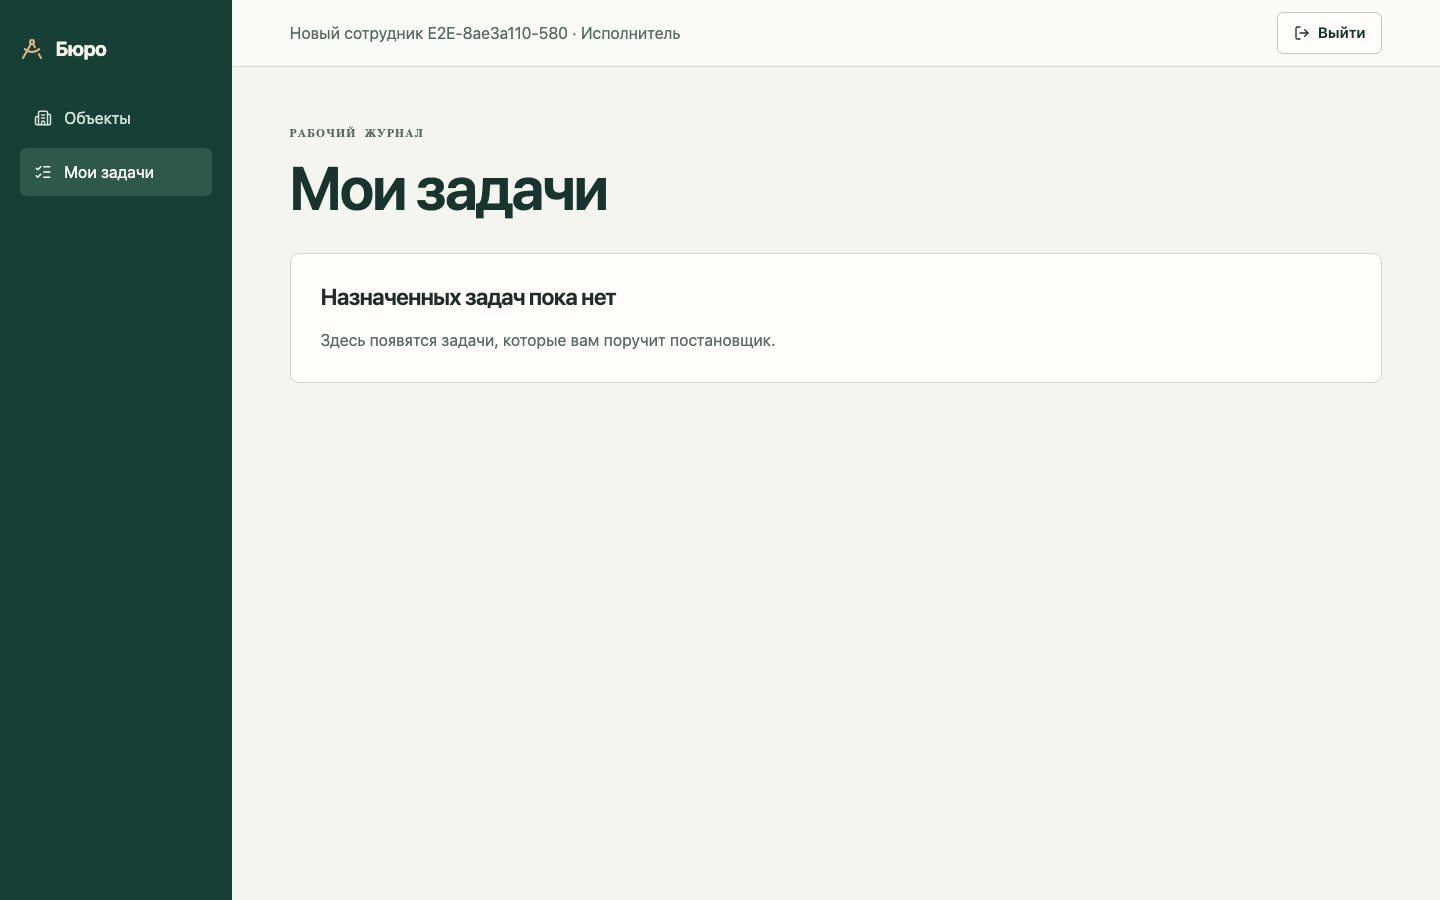 Бюро
Объекты
Мои задачи
Новый сотрудник E2E-8ae3a110-580 · Исполнитель
Выйти
РАБОЧИЙ ЖУРНАЛ
Мои задачи
Назначенных задач пока нет
Здесь появятся задачи, которые вам поручит постановщик.